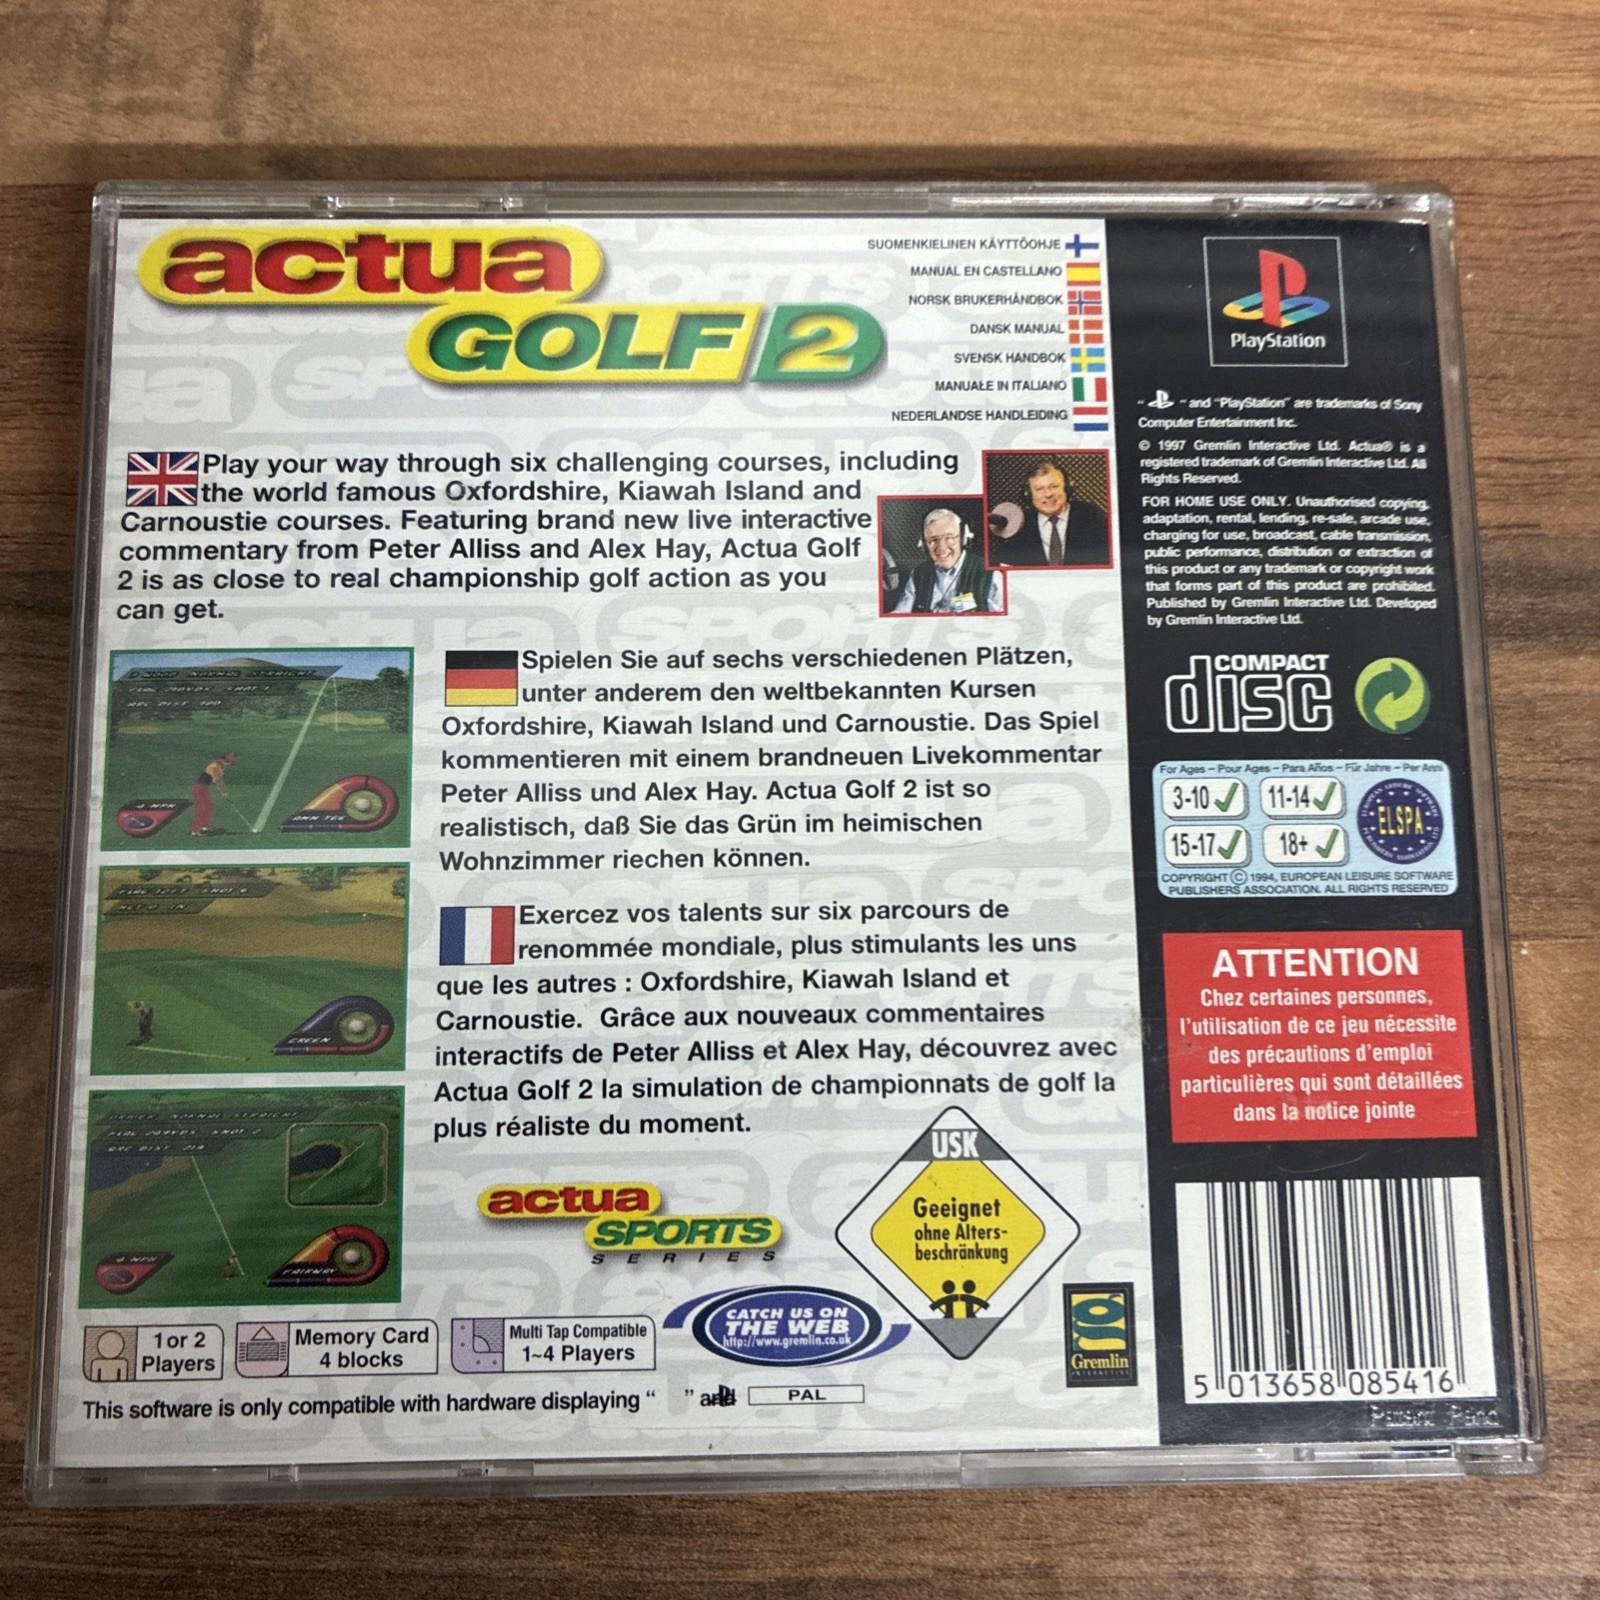 actua
GOLF 2
SUOMENKIELINEN KÄYTTÖOHJE
MANUAL EN CASTELLANO
NORSK BRUKERHÅNDBOK
DANSK MANUAL
SVENSK HANDBOK
MANUALE IN ITALIANO
NEDERLANDSE HANDLEIDING
Play your way through six challenging courses, including
the world famous Oxfordshire, Kiawah Island and
Carnoustie courses. Featuring brand new live interactive
commentary from Peter Alliss and Alex Hay, Actua Golf
2 is as close to real championship golf action as you
can get.
Spielen Sie auf sechs verschiedenen Plätzen,
unter anderem den weltbekannten Kursen
Oxfordshire, Kiawah Island und Carnoustie. Das Spiel
kommentieren mit einem brandneuen Livekommentar
Peter Alliss und Alex Hay. Actua Golf 2 ist so
realistisch, daß Sie das Grün im heimischen
Wohnzimmer riechen können.
Exercez vos talents sur six parcours de
renommée mondiale, plus stimulants les uns
que les autres : Oxfordshire, Kiawah Island et
Carnoustie. Grâce aux nouveaux commentaires
interactifs de Peter Alliss et Alex Hay, découvrez avec
Actua Golf 2 la simulation de championnats de golf la
plus réaliste du moment.
4 MPH
GREEN
4 MPH
FAIRWAY
actua
SPORTS
SERIES
USK
Geeignet
ohne Alters-
beschränkung
CATCH US ON
THE WEB
http://www.gremlin.co.uk
Gremlin
INTERACTIVE
1 or 2
Players
Memory Card
4 blocks
Multi Tap Compatible
1~4 Players
This software is only compatible with hardware displaying “ ” and PAL
PlayStation
“ ” and “PlayStation” are trademarks of Sony
Computer Entertainment Inc.
© 1997 Gremlin Interactive Ltd. Actua® is a
registered trademark of Gremlin Interactive Ltd. All
Rights Reserved.
FOR HOME USE ONLY. Unauthorised copying,
adaptation, rental, lending, re-sale, arcade use,
charging for use, broadcast, cable transmission,
public performance, distribution or extraction of
this product or any trademark or copyright work
that forms part of this product are prohibited.
Published by Gremlin Interactive Ltd. Developed
by Gremlin Interactive Ltd.
COMPACT
disc
For Ages – Pour Ages – Para Años – Für Jahre – Per Anni
3-10
11-14
15-17
18+
ELSPA
COPYRIGHT © 1994, EUROPEAN LEISURE SOFTWARE
PUBLISHERS ASSOCIATION. ALL RIGHTS RESERVED
ATTENTION
Chez certaines personnes,
l'utilisation de ce jeu nécessite
des précautions d'emploi
particulières qui sont détaillées
dans la notice jointe
5 013658 085416